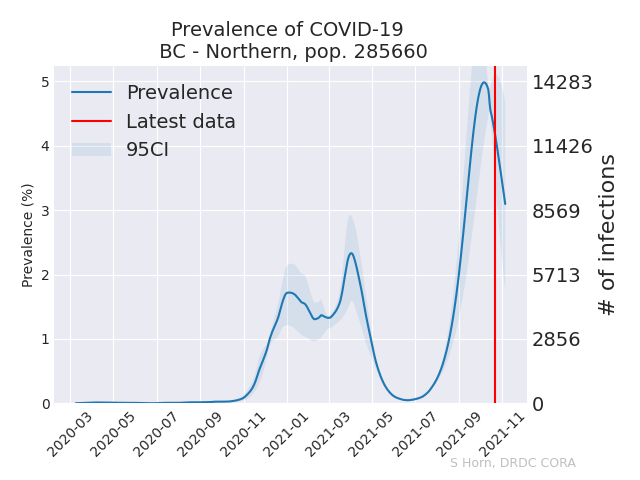 Prevalence of COVID-19
BC - Northern, pop. 285660
Prevalence
Latest data
95CI
Prevalence (%)
5
4
3
2
1
0
14283
11426
8569
5713
2856
0
# of infections
2020-03
2020-05
2020-07
2020-09
2020-11
2021-01
2021-03
2021-05
2021-07
2021-09
2021-11
S Horn, DRDC CORA